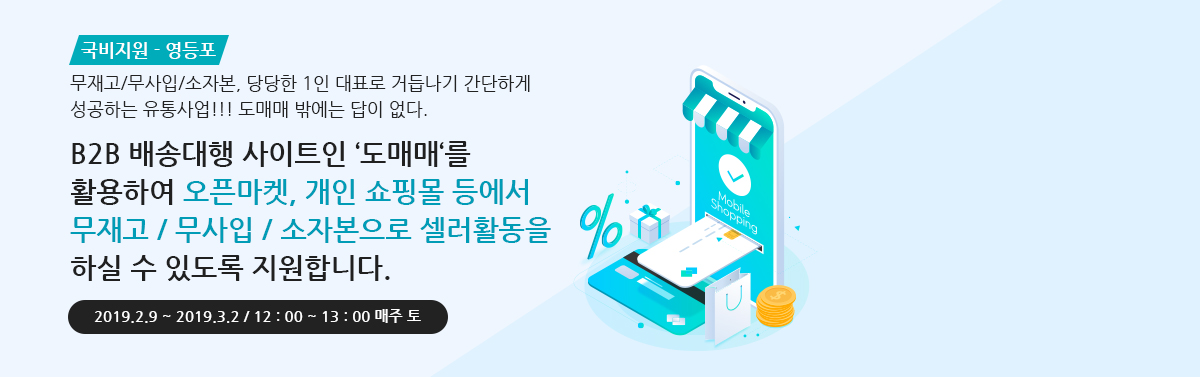 국비지원 - 영등포
무재고/무사입/소자본, 당당한 1인 대표로 거듭나기 간단하게
성공하는 유통사업!!! 도매매 밖에는 답이 없다.
B2B 배송대행 사이트인 ‘도매매‘를
활용하여 오픈마켓, 개인 쇼핑몰 등에서
무재고 / 무사입 / 소자본으로 셀러활동을
하실 수 있도록 지원합니다.
2019.2.9 ~ 2019.3.2 / 12 : 00 ~ 13 : 00 매주 토
%
Mobile
Shopping
$